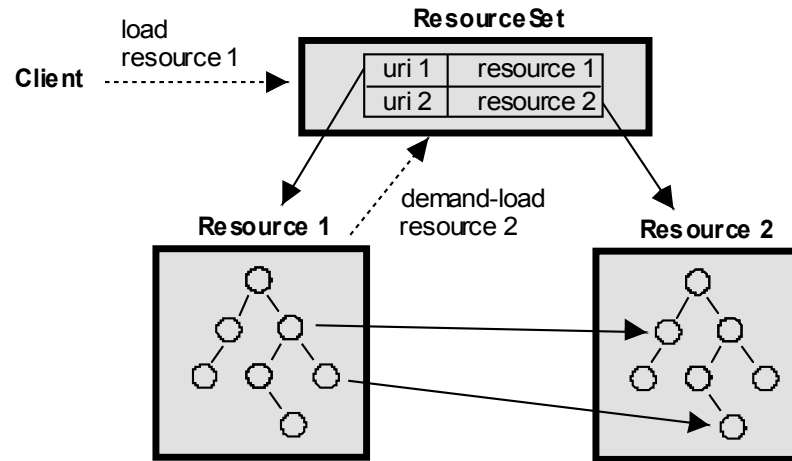 ResourceSet
load
resource 1
Client
uri 1 resource 1
uri 2 resource 2
demand-load
resource 2
Resource 1
Resource 2